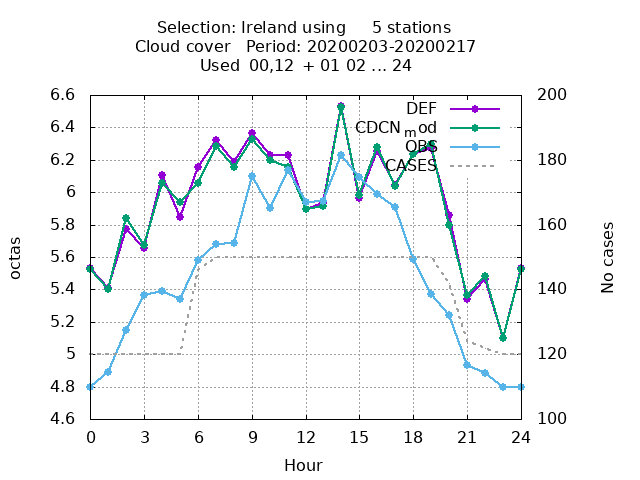 Selection: Ireland using 5 stations
Cloud cover Period: 20200203-20200217
Used 00,12 + 01 02 ... 24
6.6
6.4
6.2
6
5.8
5.6
5.4
5.2
5
4.8
4.6
200
180
160
140
120
100
DEF
CDCN mod
OBS
CASES
octas
No cases
0 3 6 9 12 15 18 21 24
Hour